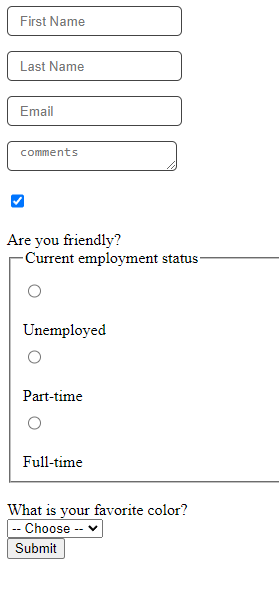 First Name
Last Name
Email
comments
Are you friendly?
Current employment status
Unemployed
Part-time
Full-time
What is your favorite color?
-- Choose --
Submit